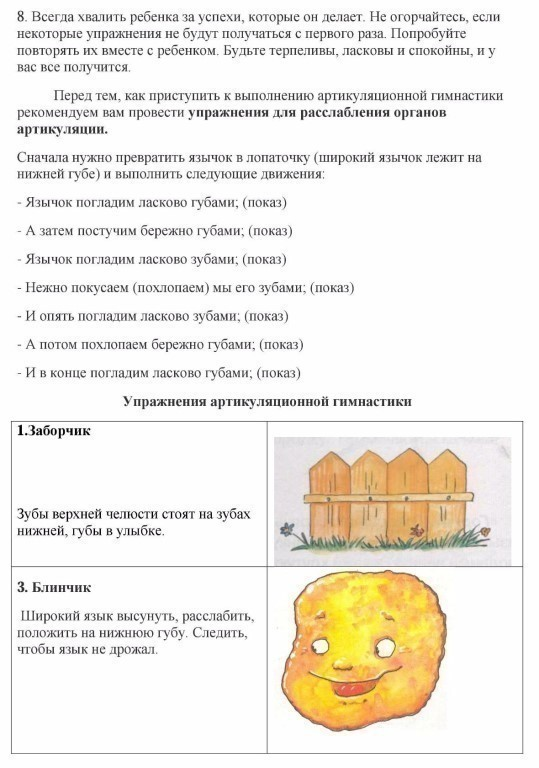 8. Всегда хвалить ребенка за успехи, которые он делает. Не огорчайтесь, если
некоторые упражнения не будут получаться с первого раза. Попробуйте
повторять их вместе с ребенком. Будьте терпеливы, ласковы и спокойны, и у
вас все получится.
Перед тем, как приступить к выполнению артикуляционной гимнастики
рекомендуем вам провести упражнения для расслабления органов
артикуляции.
Сначала нужно превратить язычок в лопаточку (широкий язычок лежит на
нижней губе) и выполнить следующие движения:
- Язычок погладим ласково губами; (показ)
- А затем постучим бережно губами; (показ)
- Язычок погладим ласково зубами; (показ)
- Нежно покусаем (похлопаем) мы его зубами; (показ)
- И опять погладим ласково зубами; (показ)
- А потом похлопаем бережно губами; (показ)
- И в конце погладим ласково губами; (показ)
Упражнения артикуляционной гимнастики
1.Заборчик
Зубы верхней челюсти стоят на зубах
нижней, губы в улыбке.
3. Блинчик
Широкий язык высунуть, расслабить,
положить на нижнюю губу. Следить,
чтобы язык не дрожал.